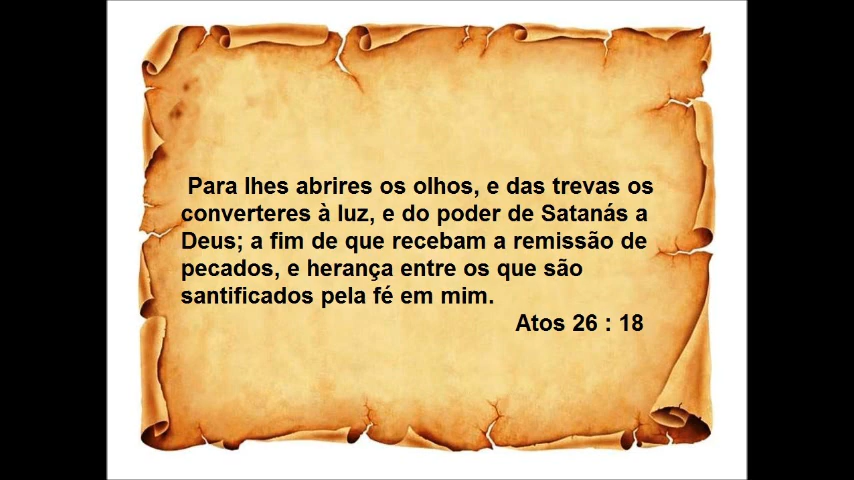 Para lhes abrires os olhos, e das trevas os
converteres à luz, e do poder de Satanás a
Deus; a fim de que recebam a remissão de
pecados, e herança entre os que são
santificados pela fé em mim.
Atos 26 : 18